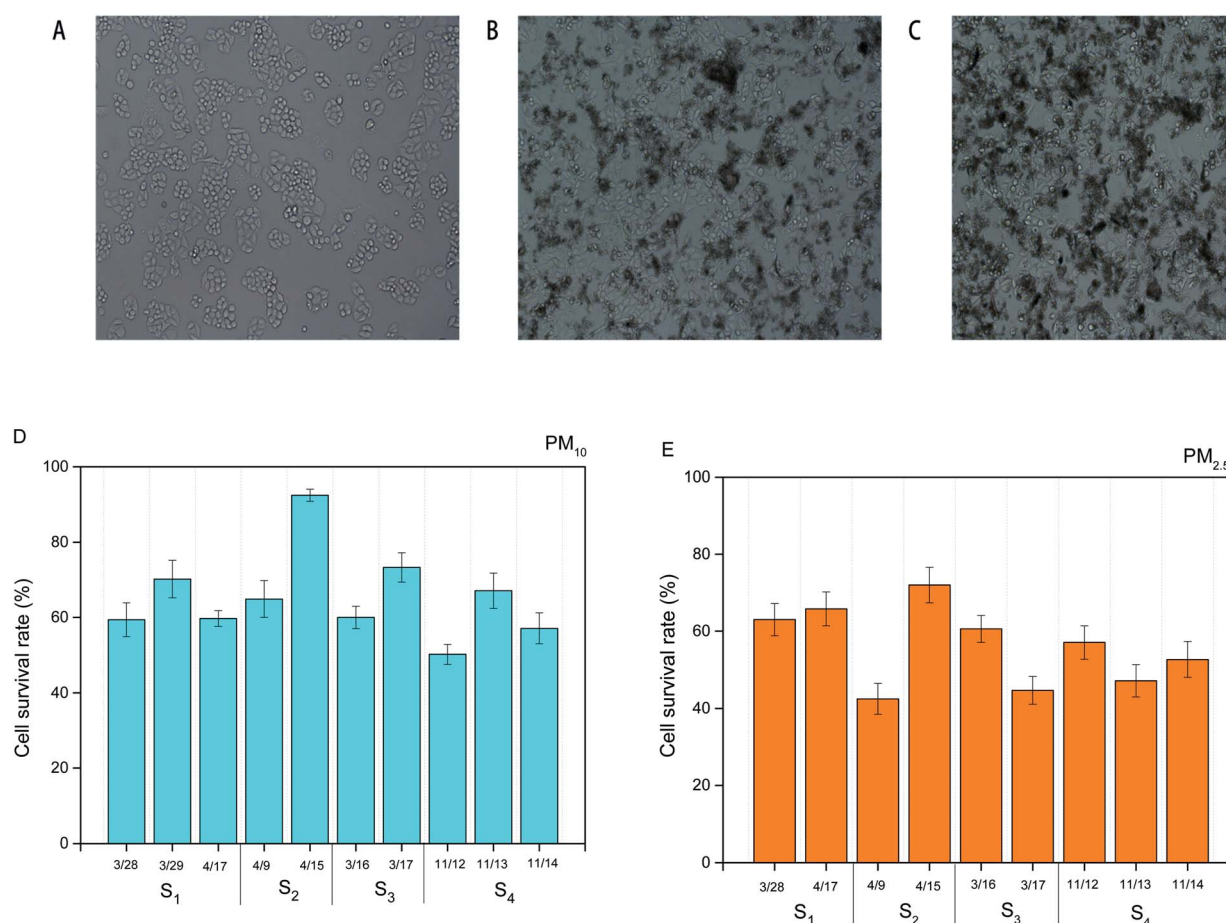 A
B
C
D
PM₁₀
Cell survival rate (%)
100
80
60
40
20
0
3/28 3/29 4/17 4/9 4/15 3/16 3/17 11/12 11/13 11/14
S₁ S₂ S₃ S₄
E
PM₂.₅
Cell survival rate (%)
100
80
60
40
20
0
3/28 4/17 4/9 4/15 3/16 3/17 11/12 11/13 11/14
S₁ S₂ S₃ S₄